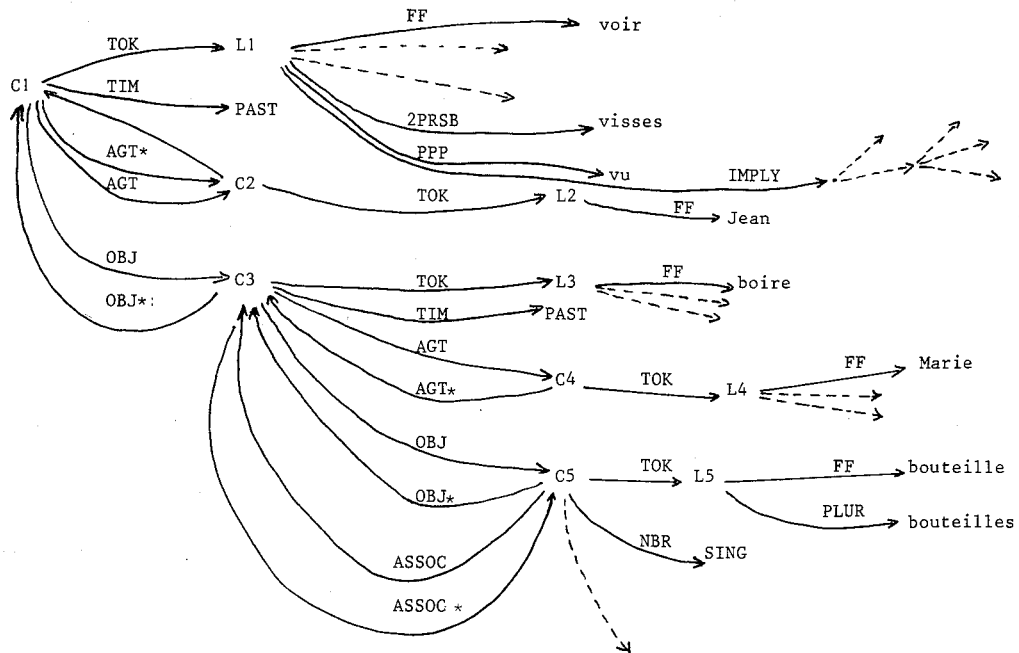 FF voir
TOK L1
C1 TIM PAST
2PRSB visses
AGT*
PPP vu
AGT C2 IMPLY
TOK L2
FF Jean
OBJ
C3 TOK L3 FF boire
OBJ*:
TIM PAST
AGT
FF Marie
AGT* C4 TOK L4
OBJ
C5 TOK L5 FF bouteille
OBJ*
PLUR bouteilles
NBR SING
ASSOC
ASSOC *